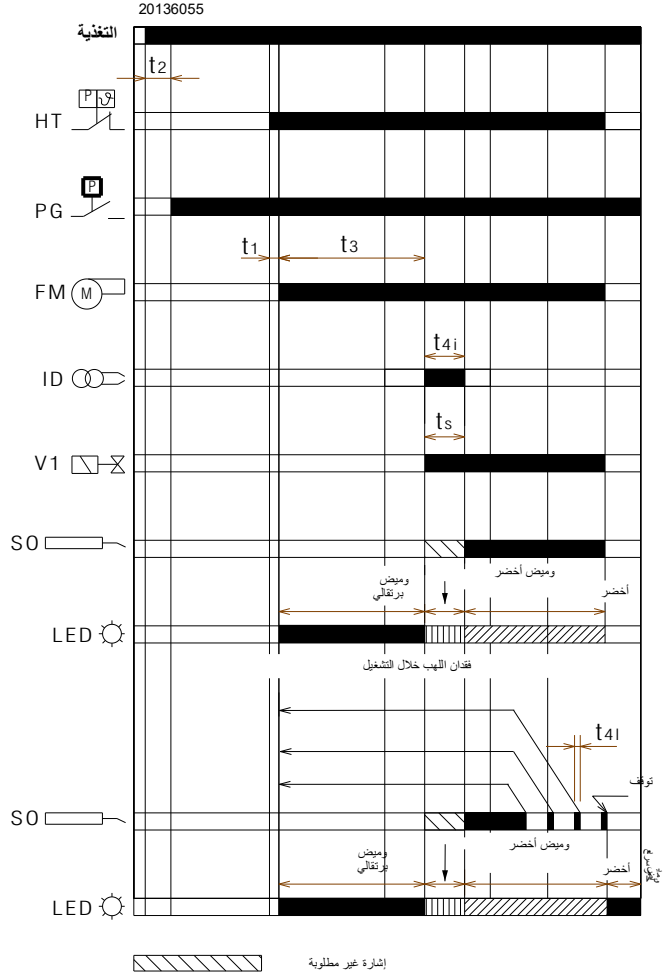 20136055
التغذية
t2
P
HT
P
PG
t1
t3
FM
M
t4i
ID
ts
V1
SO
وميض أخضر
وميض
برتقالي
أخضر
LED
فقدان اللهب خلال التشغيل
t4l
توقف
SO
وميض أخضر
وميض
برتقالي
أخضر
LED
إشارة غير مطلوبة